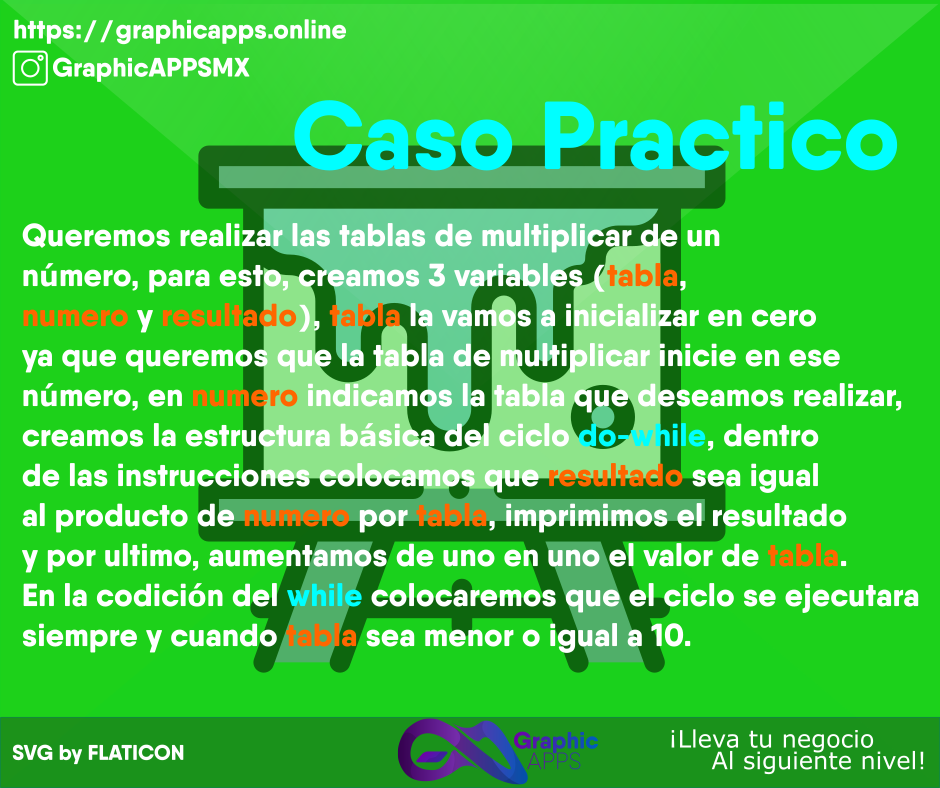 https://graphicapps.online
GraphicAPPSMX
Caso Practico
Queremos realizar las tablas de multiplicar de un
número, para esto, creamos 3 variables (tabla,
numero y resultado), tabla la vamos a inicializar en cero
ya que queremos que la tabla de multiplicar inicie en ese
número, en numero indicamos la tabla que deseamos realizar,
creamos la estructura básica del ciclo do-while, dentro
de las instrucciones colocamos que resultado sea igual
al producto de numero por tabla, imprimimos el resultado
y por ultimo, aumentamos de uno en uno el valor de tabla.
En la codición del while colocaremos que el ciclo se ejecutara
siempre y cuando tabla sea menor o igual a 10.
SVG by FLATICON
Graphic
APPS
¡Lleva tu negocio
Al siguiente nivel!